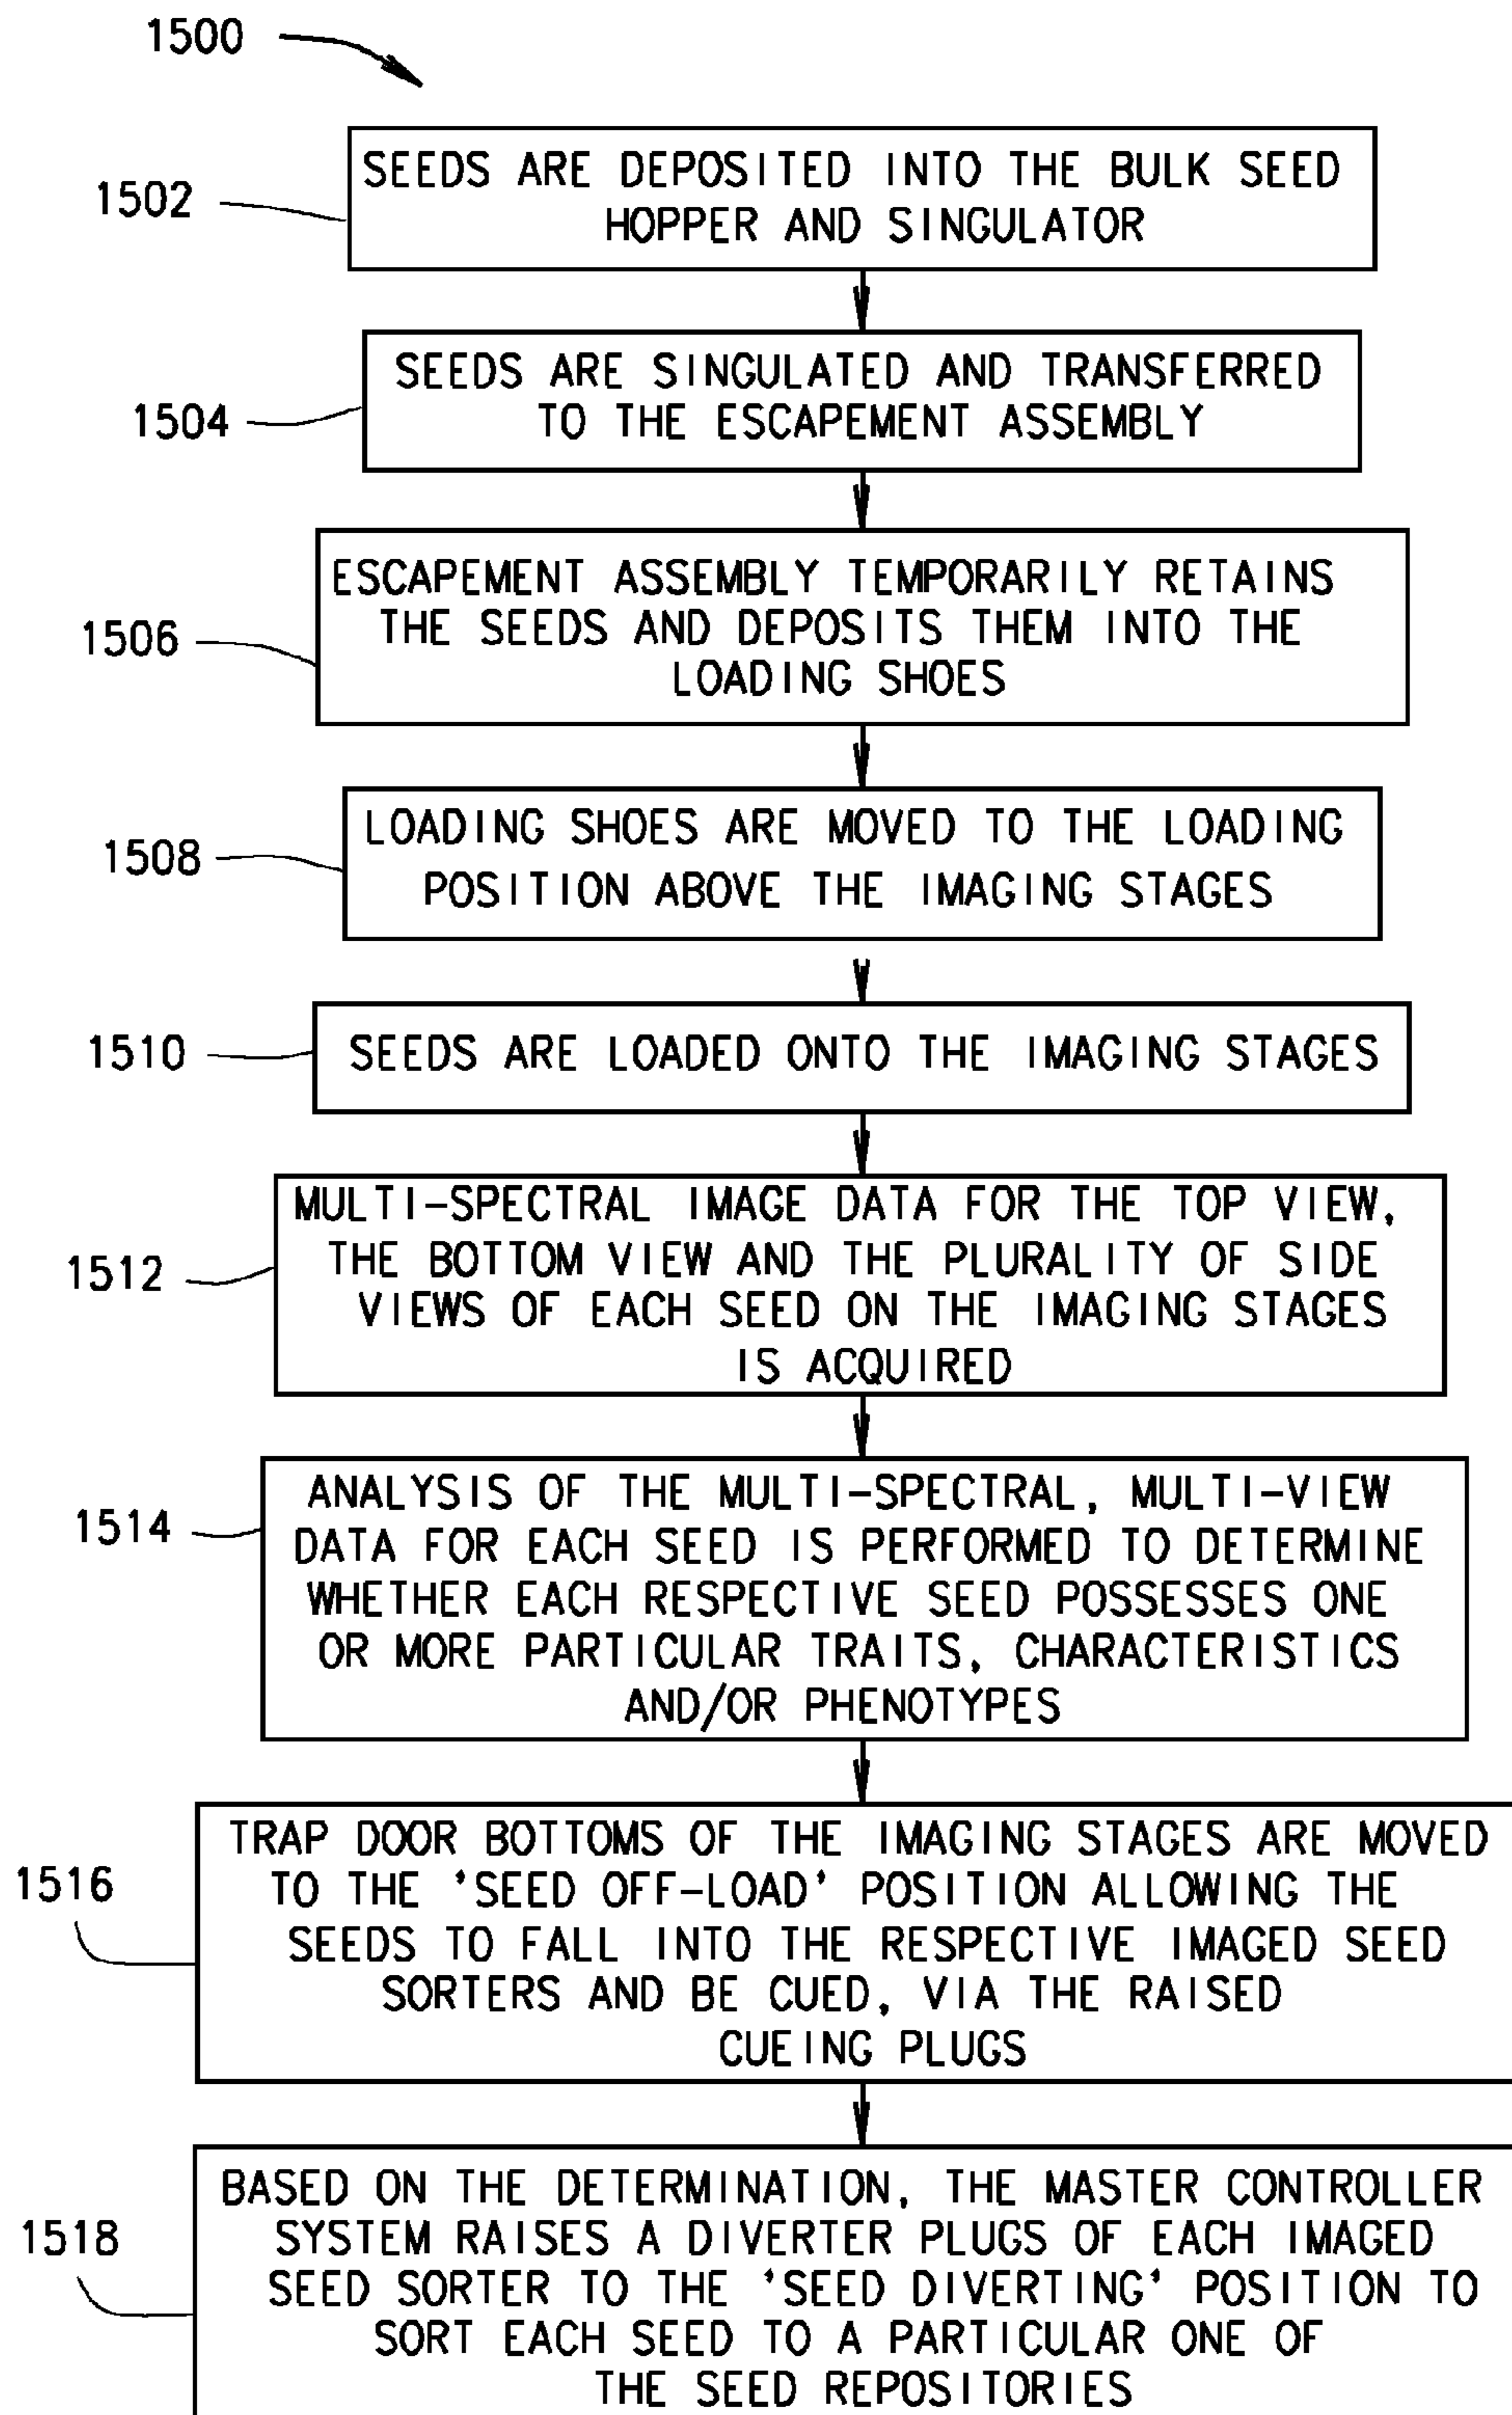 1500
1502
SEEDS ARE DEPOSITED INTO THE BULK SEED
HOPPER AND SINGULATOR
1504
SEEDS ARE SINGULATED AND TRANSFERRED
TO THE ESCAPEMENT ASSEMBLY
1506
ESCAPEMENT ASSEMBLY TEMPORARILY RETAINS
THE SEEDS AND DEPOSITS THEM INTO THE
LOADING SHOES
1508
LOADING SHOES ARE MOVED TO THE LOADING
POSITION ABOVE THE IMAGING STAGES
1510
SEEDS ARE LOADED ONTO THE IMAGING STAGES
1512
MULTI-SPECTRAL IMAGE DATA FOR THE TOP VIEW,
THE BOTTOM VIEW AND THE PLURALITY OF SIDE
VIEWS OF EACH SEED ON THE IMAGING STAGES
IS ACQUIRED
1514
ANALYSIS OF THE MULTI-SPECTRAL, MULTI-VIEW
DATA FOR EACH SEED IS PERFORMED TO DETERMINE
WHETHER EACH RESPECTIVE SEED POSSESSES ONE
OR MORE PARTICULAR TRAITS, CHARACTERISTICS
AND/OR PHENOTYPES
1516
TRAP DOOR BOTTOMS OF THE IMAGING STAGES ARE MOVED
TO THE 'SEED OFF-LOAD' POSITION ALLOWING THE
SEEDS TO FALL INTO THE RESPECTIVE IMAGED SEED
SORTERS AND BE CUED, VIA THE RAISED
CUEING PLUGS
1518
BASED ON THE DETERMINATION, THE MASTER CONTROLLER
SYSTEM RAISES A DIVERTER PLUGS OF EACH IMAGED
SEED SORTER TO THE 'SEED DIVERTING' POSITION TO
SORT EACH SEED TO A PARTICULAR ONE OF
THE SEED REPOSITORIES